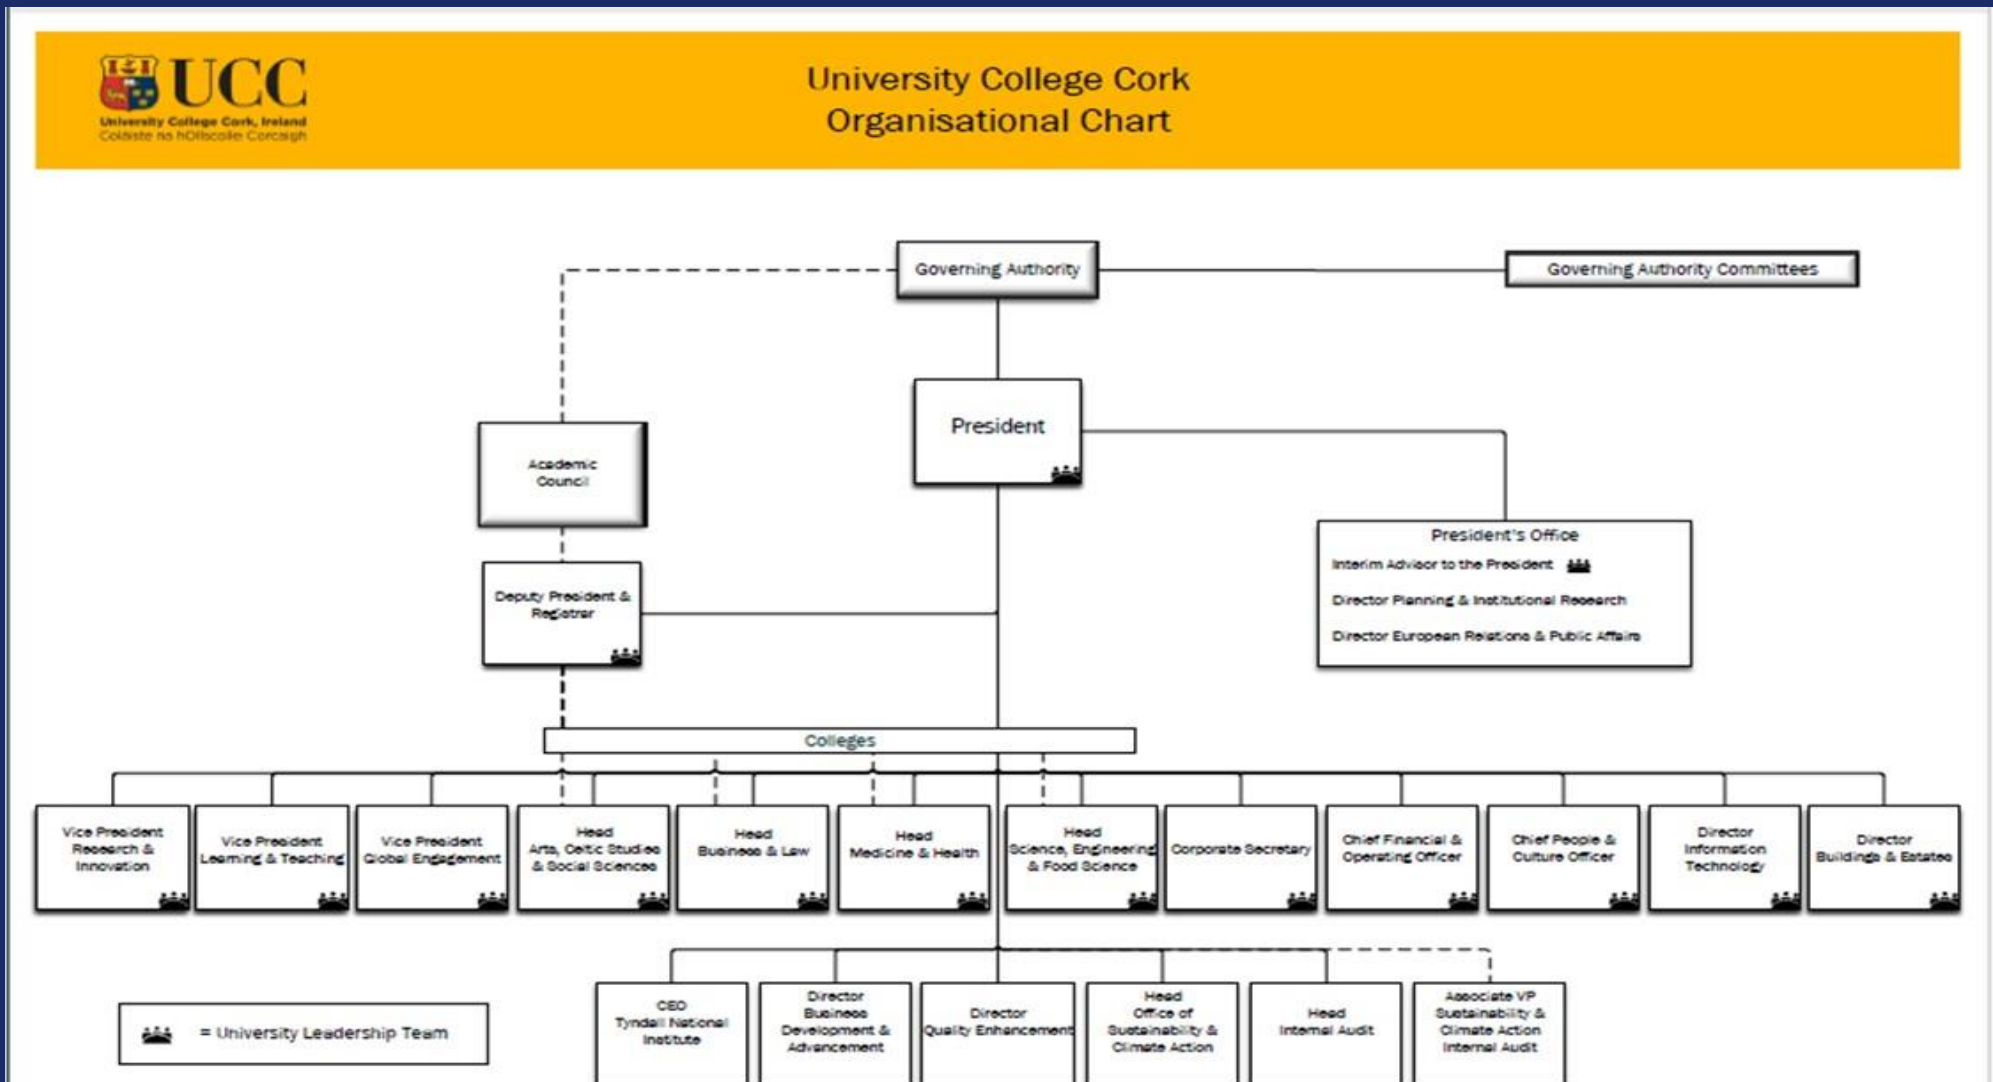 UCC
University College Cork, Ireland
Coláiste na hOllscoile Corcaigh
University College Cork
Organisational Chart
Governing Authority
Governing Authority Committees
President
Academic
Council
President's Office
Interim Advisor to the President
Director Planning & Institutional Research
Director European Relations & Public Affairs
Deputy President &
Registrar
Colleges
Vice President
Research &
Innovation
Vice President
Learning & Teaching
Vice President
Global Engagement
Head
Arts, Celtic Studies
& Social Sciences
Head
Business & Law
Head
Medicine & Health
Head
Science, Engineering
& Food Science
Corporate Secretary
Chief Financial &
Operating Officer
Chief People &
Culture Officer
Director
Information
Technology
Director
Buildings & Estates
CEO
Tyndall National
Institute
Director
Business
Development &
Advancement
Director
Quality Enhancement
Head
Office of
Sustainability &
Climate Action
Head
Internal Audit
Associate VP
Sustainability &
Climate Action
Internal Audit
= University Leadership Team